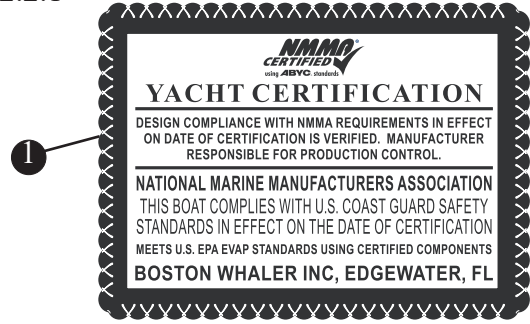 NMMA®
CERTIFIED
using ABYC standards
YACHT CERTIFICATION
DESIGN COMPLIANCE WITH NMMA REQUIREMENTS IN EFFECT
ON DATE OF CERTIFICATION IS VERIFIED. MANUFACTURER
RESPONSIBLE FOR PRODUCTION CONTROL.
1
NATIONAL MARINE MANUFACTURERS ASSOCIATION
THIS BOAT COMPLIES WITH U.S. COAST GUARD SAFETY
STANDARDS IN EFFECT ON THE DATE OF CERTIFICATION
MEETS U.S. EPA EVAP STANDARDS USING CERTIFIED COMPONENTS
BOSTON WHALER INC, EDGEWATER, FL